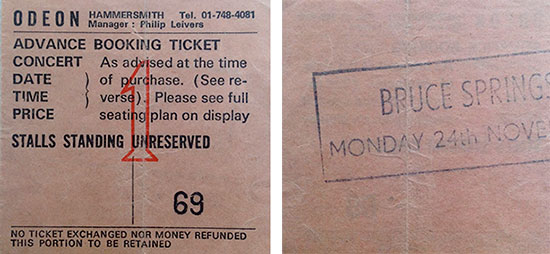 ODEON HAMMERSMITH Tel. 01-748-4081
Manager : Philip Leivers
ADVANCE BOOKING TICKET
CONCERT As advised at the time
DATE } of purchase. (See re-
TIME } verse). Please see full
PRICE seating plan on display
1
STALLS STANDING UNRESERVED
69
NO TICKET EXCHANGED NOR MONEY REFUNDED
THIS PORTION TO BE RETAINED
BRUCE SPRINGS
MONDAY 24th NOVE